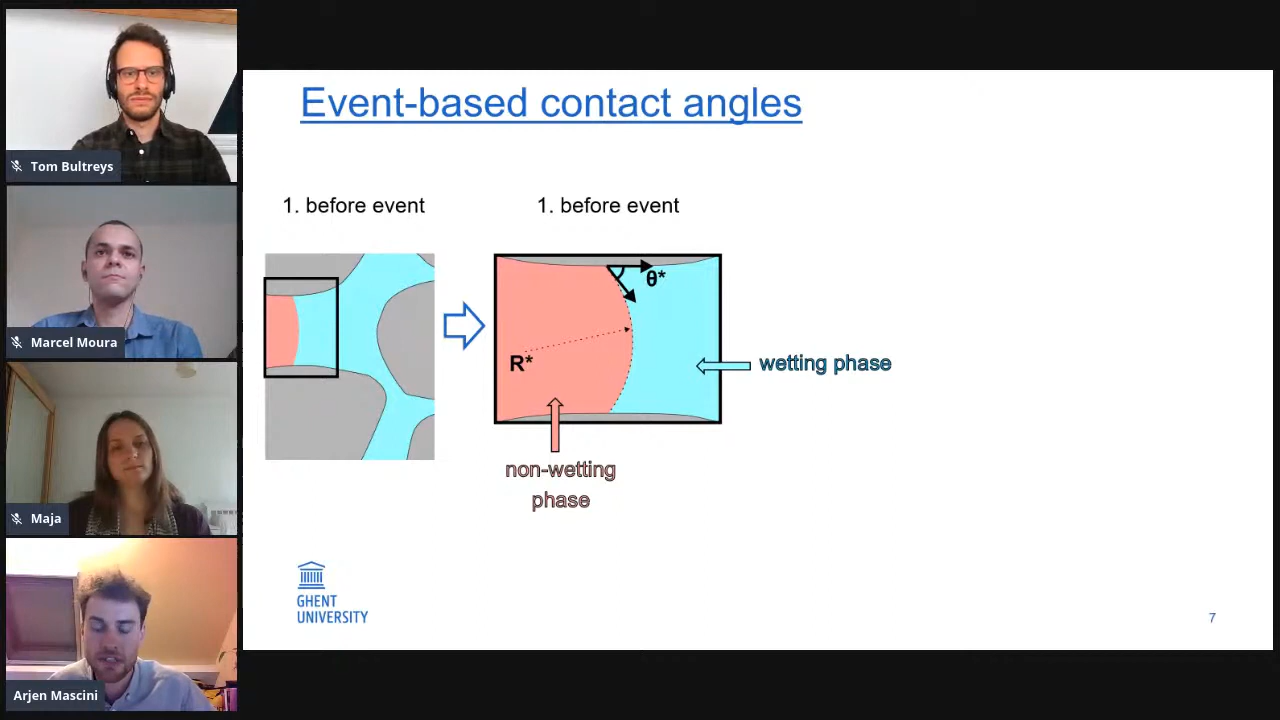 Tom Bultreys
Marcel Moura
Maja
Arjen Mascini
Event-based contact angles
1. before event
1. before event
θ*
R*
wetting phase
non-wetting
phase
GHENT
UNIVERSITY
7